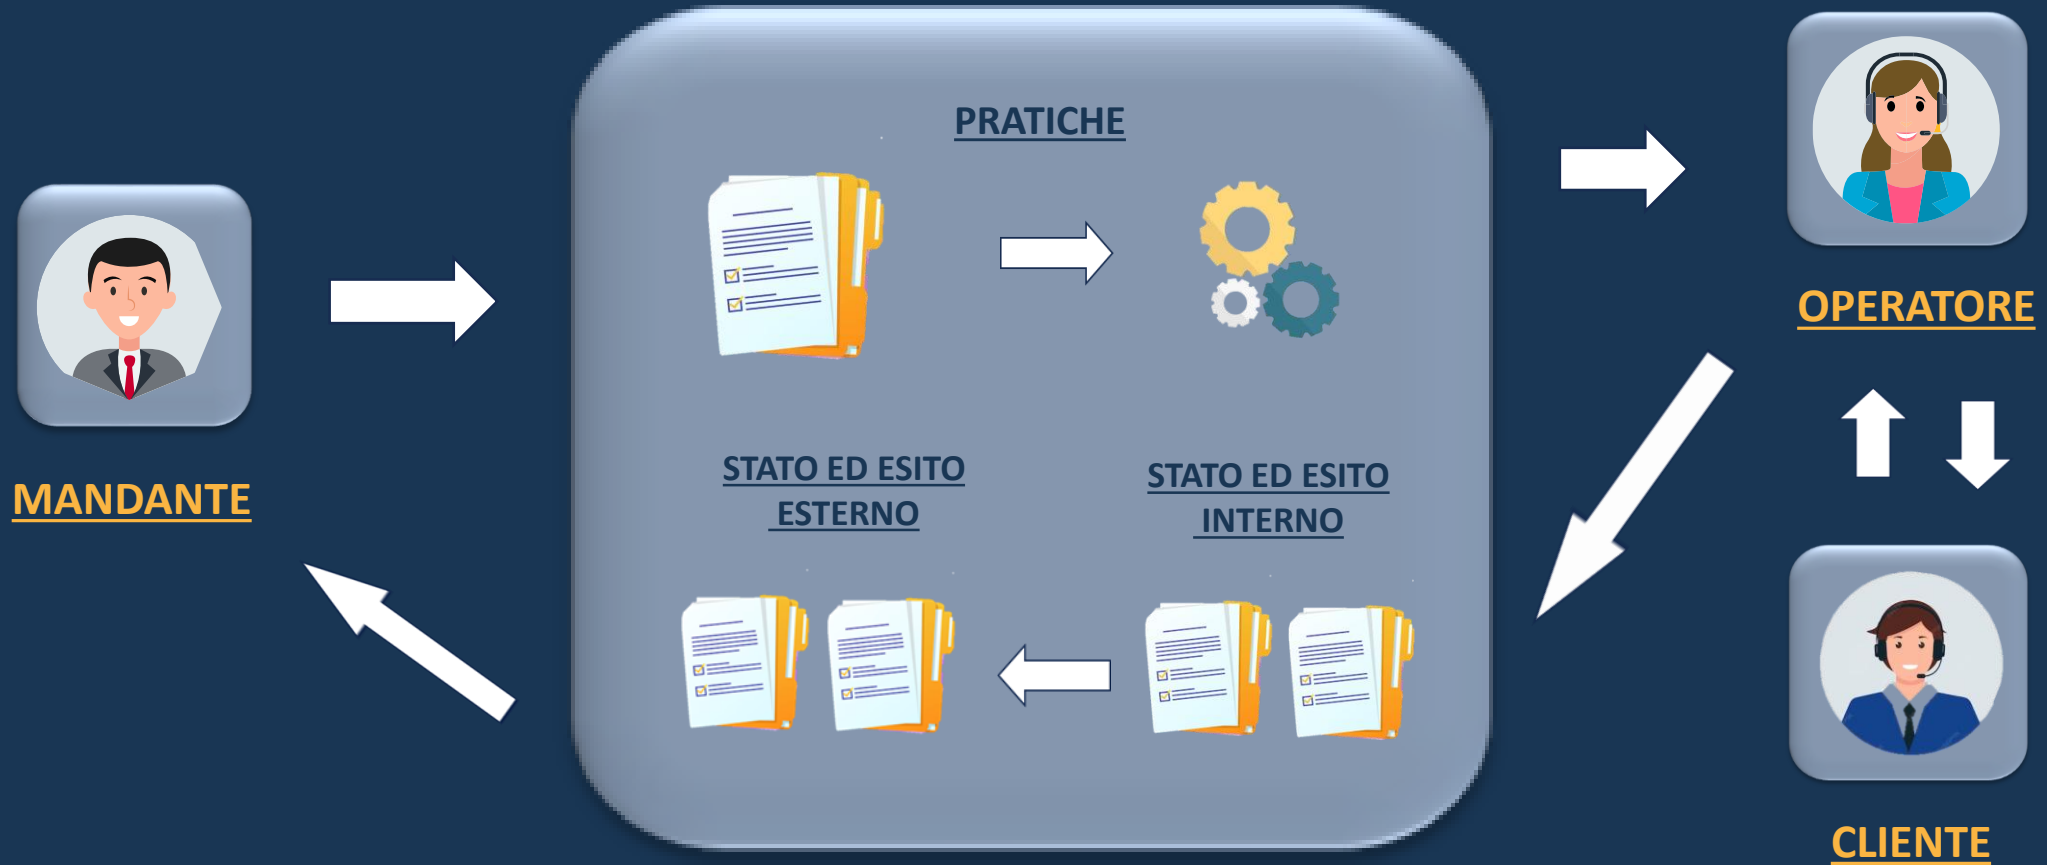 PRATICHE
OPERATORE
MANDANTE
STATO ED ESITO
ESTERNO
STATO ED ESITO
INTERNO
CLIENTE